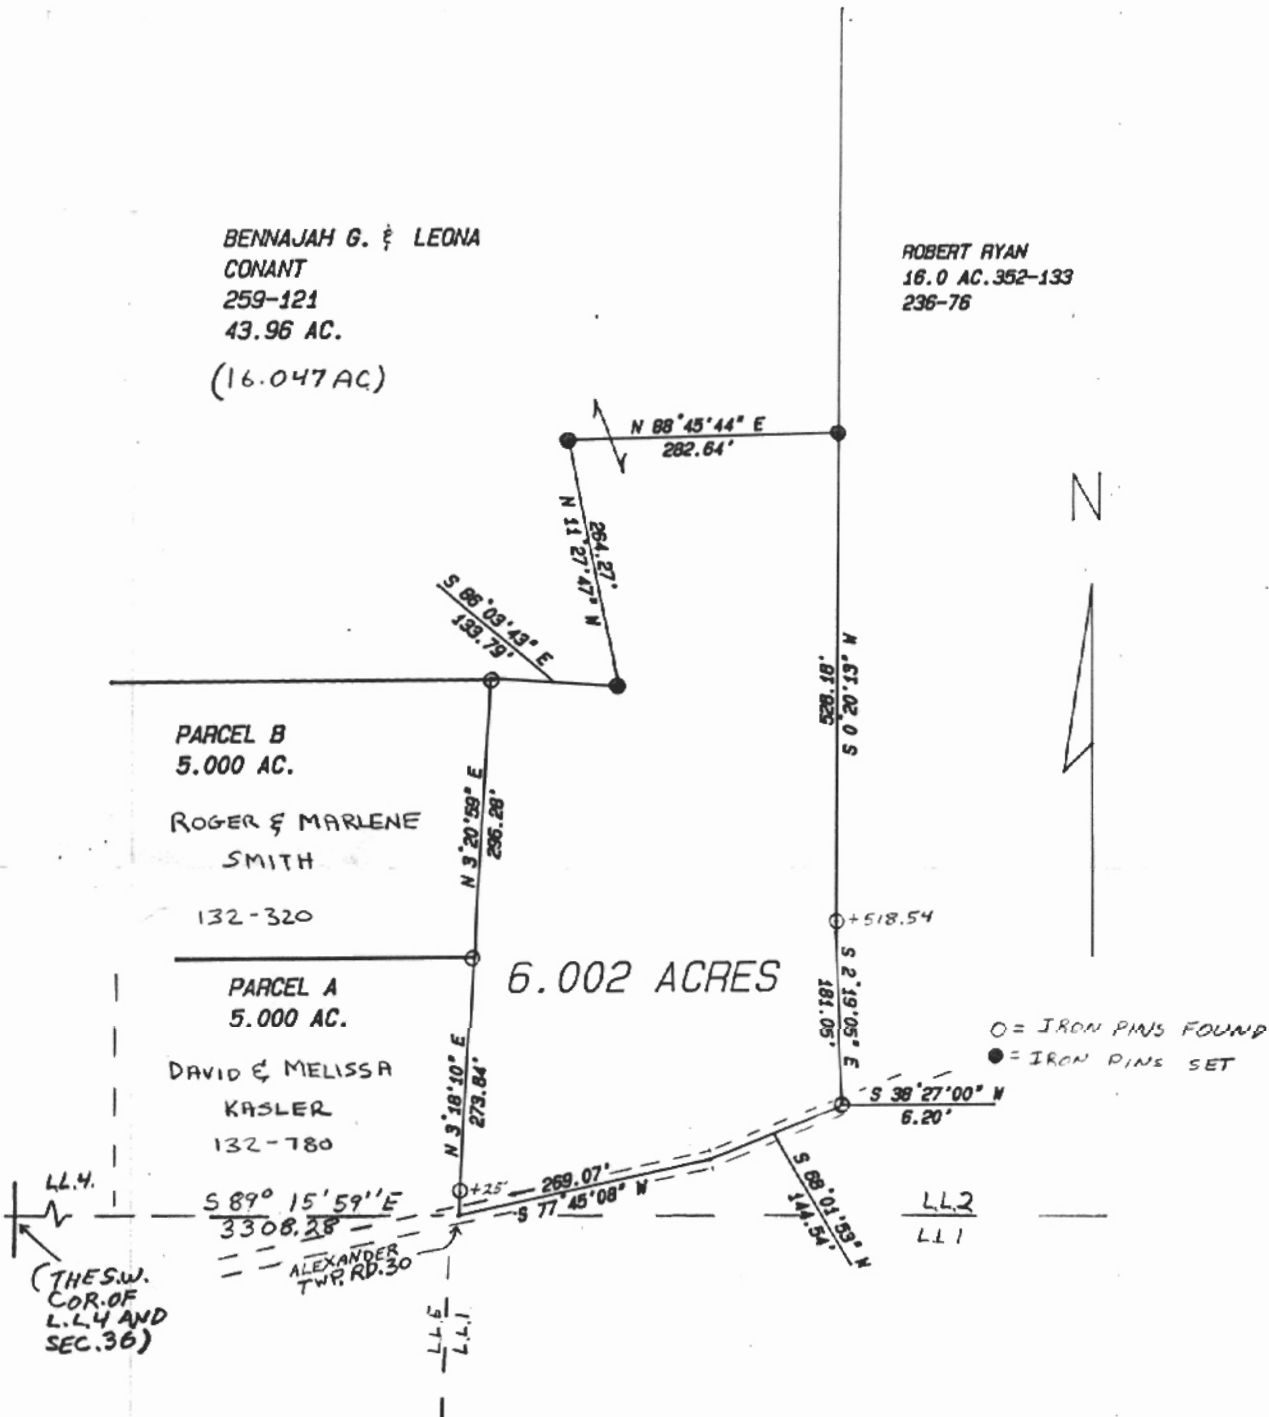 BENNAJAH G. & LEONA
CONANT
259-121
43.96 AC.
(16.047 AC)
ROBERT RYAN
16.0 AC. 352-133
236-76
N 88°45'44" E
282.64'
N
N 11°27'47" W
264.27'
S 86°03'43" E
133.79'
S 0°02'13" W
528.18'
PARCEL B
5.000 AC.
ROGER & MARLENE
SMITH
132-320
N 3°20'59" E
296.28'
+518.54
6.002 ACRES
S 2°19'05" E
181.05'
PARCEL A
5.000 AC.
DAVID & MELISSA
KASLER
132-780
N 3°18'10" E
273.84'
O = IRON PINS FOUND
● = IRON PINS SET
S 38°27'00" W
6.20'
L.L.4.
S 89° 15'59" E
3308.28
+25'
269.07'
S 77°45'08" W
S 68°01'53" W
144.54'
L.L.2
L.L.1
ALEXANDER
TWP. RD. 30
(THE S.W.
COR. OF
L.L.4 AND
SEC. 36)
L.L.1